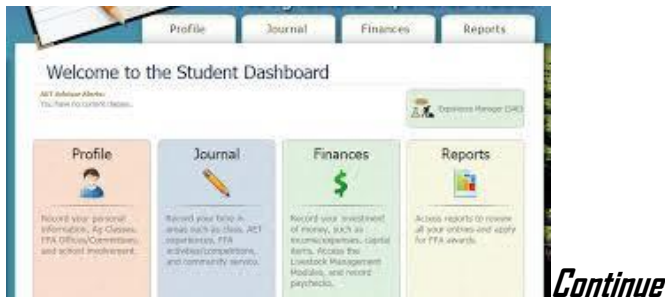 Profile
Journal
Finances
Reports
Welcome to the Student Dashboard
AET Advisor Alerts:
You have no current classes.
Experience Manager (SAE)
Profile
Record your personal
information, Ag Classes,
FFA Offices/Committees,
and school involvement.
Journal
Record your time in
areas such as class, AET
experiences, FFA
activities/competitions,
and community service.
Finances
Record your investment
of money, such as
income/expenses, capital
items. Access the
Livestock Management
Modules, and record
paychecks.
Reports
Access reports to review
all your entries and apply
for FFA awards.
Continue